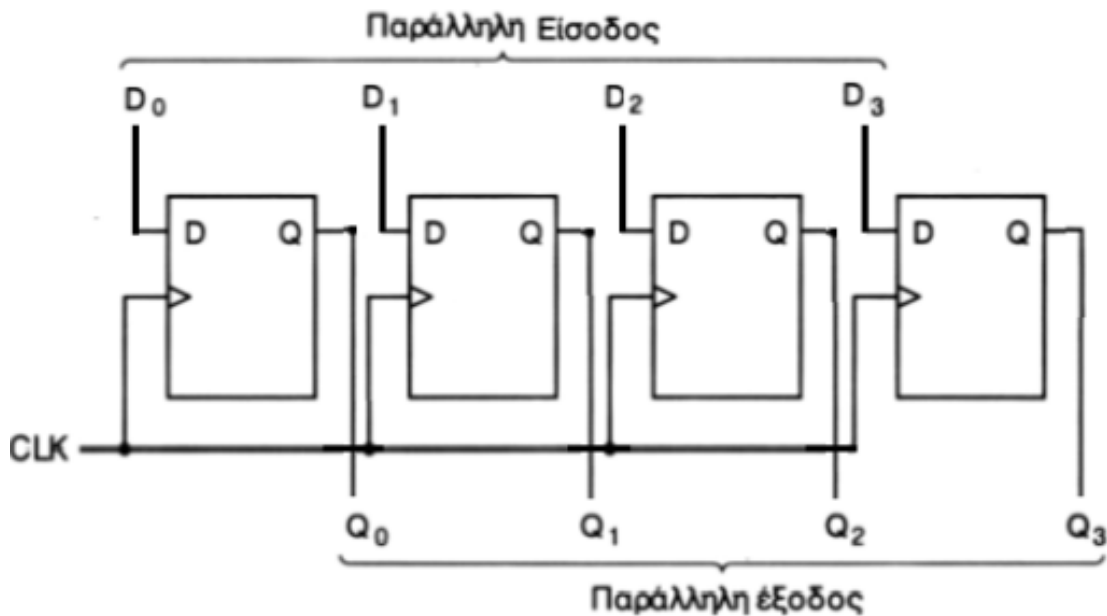 Παράλληλη Είσοδος
D0 D1 D2 D3
D Q D Q D Q D Q
CLK
Q0 Q1 Q2 Q3
Παράλληλη έξοδος